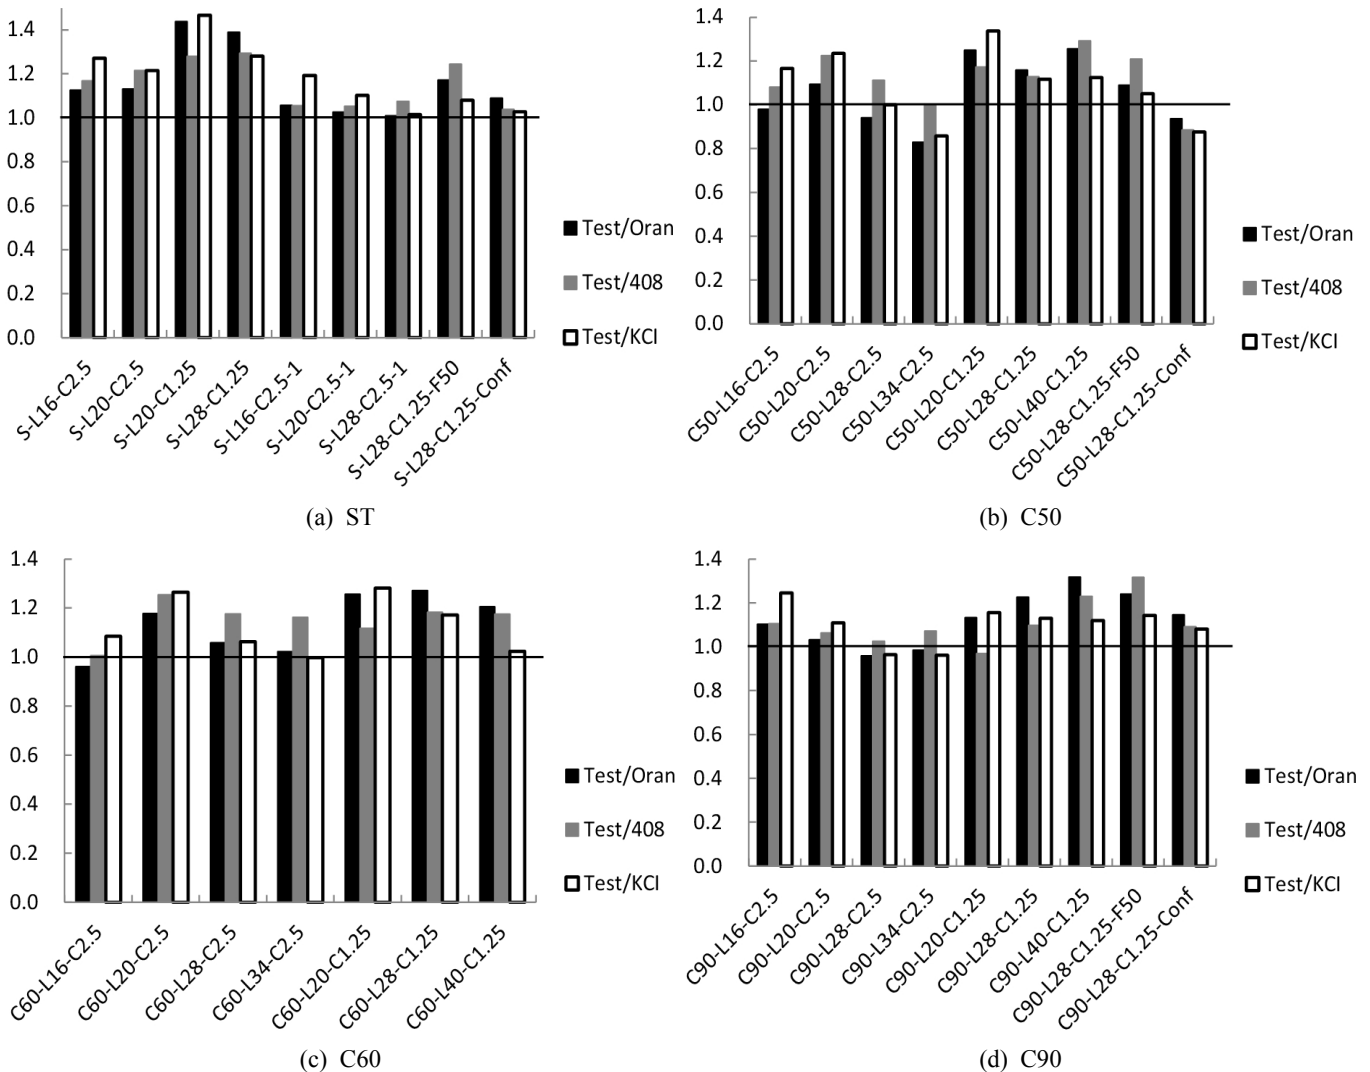 1.4
1.2
1.0
0.8
0.6
0.4
0.2
0.0
Test/Oran
Test/408
Test/KCI
S-L16-C2.5
S-L20-C2.5
S-L20-C1.25
S-L28-C1.25
S-L16-C2.5-1
S-L20-C2.5-1
S-L28-C2.5-1
S-L28-C1.25-F50
S-L28-C1.25-Conf
(a) ST
1.4
1.2
1.0
0.8
0.6
0.4
0.2
0.0
Test/Oran
Test/408
Test/KCI
C50-L16-C2.5
C50-L20-C2.5
C50-L28-C2.5
C50-L34-C2.5
C50-L20-C1.25
C50-L28-C1.25
C50-L40-C1.25
C50-L28-C1.25-F50
C50-L28-C1.25-Conf
(b) C50
1.4
1.2
1.0
0.8
0.6
0.4
0.2
0.0
Test/Oran
Test/408
Test/KCI
C60-L16-C2.5
C60-L20-C2.5
C60-L28-C2.5
C60-L34-C2.5
C60-L20-C1.25
C60-L28-C1.25
C60-L40-C1.25
(c) C60
1.4
1.2
1.0
0.8
0.6
0.4
0.2
0.0
Test/Oran
Test/408
Test/KCI
C90-L16-C2.5
C90-L20-C2.5
C90-L28-C2.5
C90-L34-C2.5
C90-L20-C1.25
C90-L28-C1.25
C90-L40-C1.25
C90-L28-C1.25-F50
C90-L28-C1.25-Conf
(d) C90